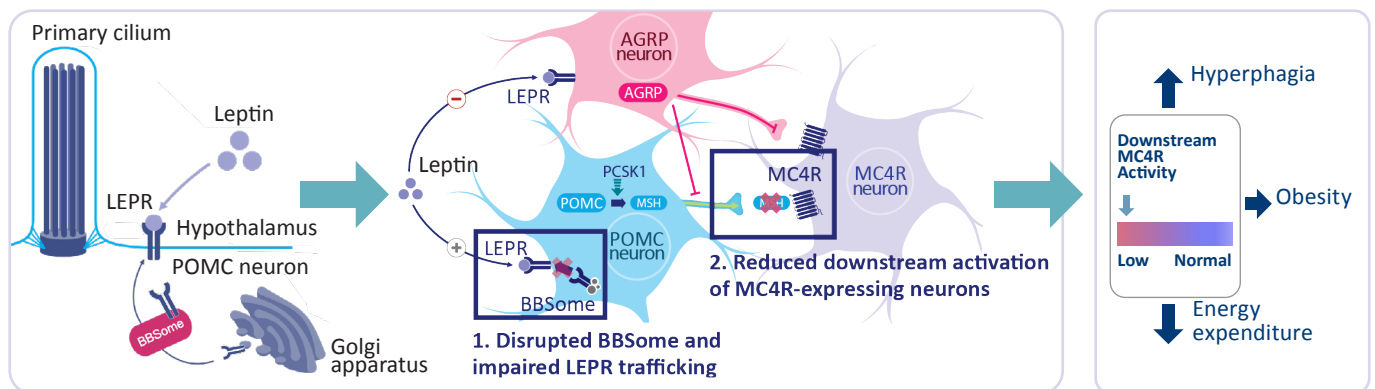 Primary cilium
Leptin
LEPR
Hypothalamus
POMC neuron
BBSome
Golgi
apparatus
Leptin
LEPR
AGRP
neuron
AGRP
PCSK1
POMC
MSH
POMC
neuron
LEPR
BBSome
1. Disrupted BBSome and
impaired LEPR trafficking
MC4R
MSH
MC4R
neuron
2. Reduced downstream activation
of MC4R-expressing neurons
Hyperphagia
Downstream
MC4R
Activity
Low Normal
Obesity
Energy
expenditure